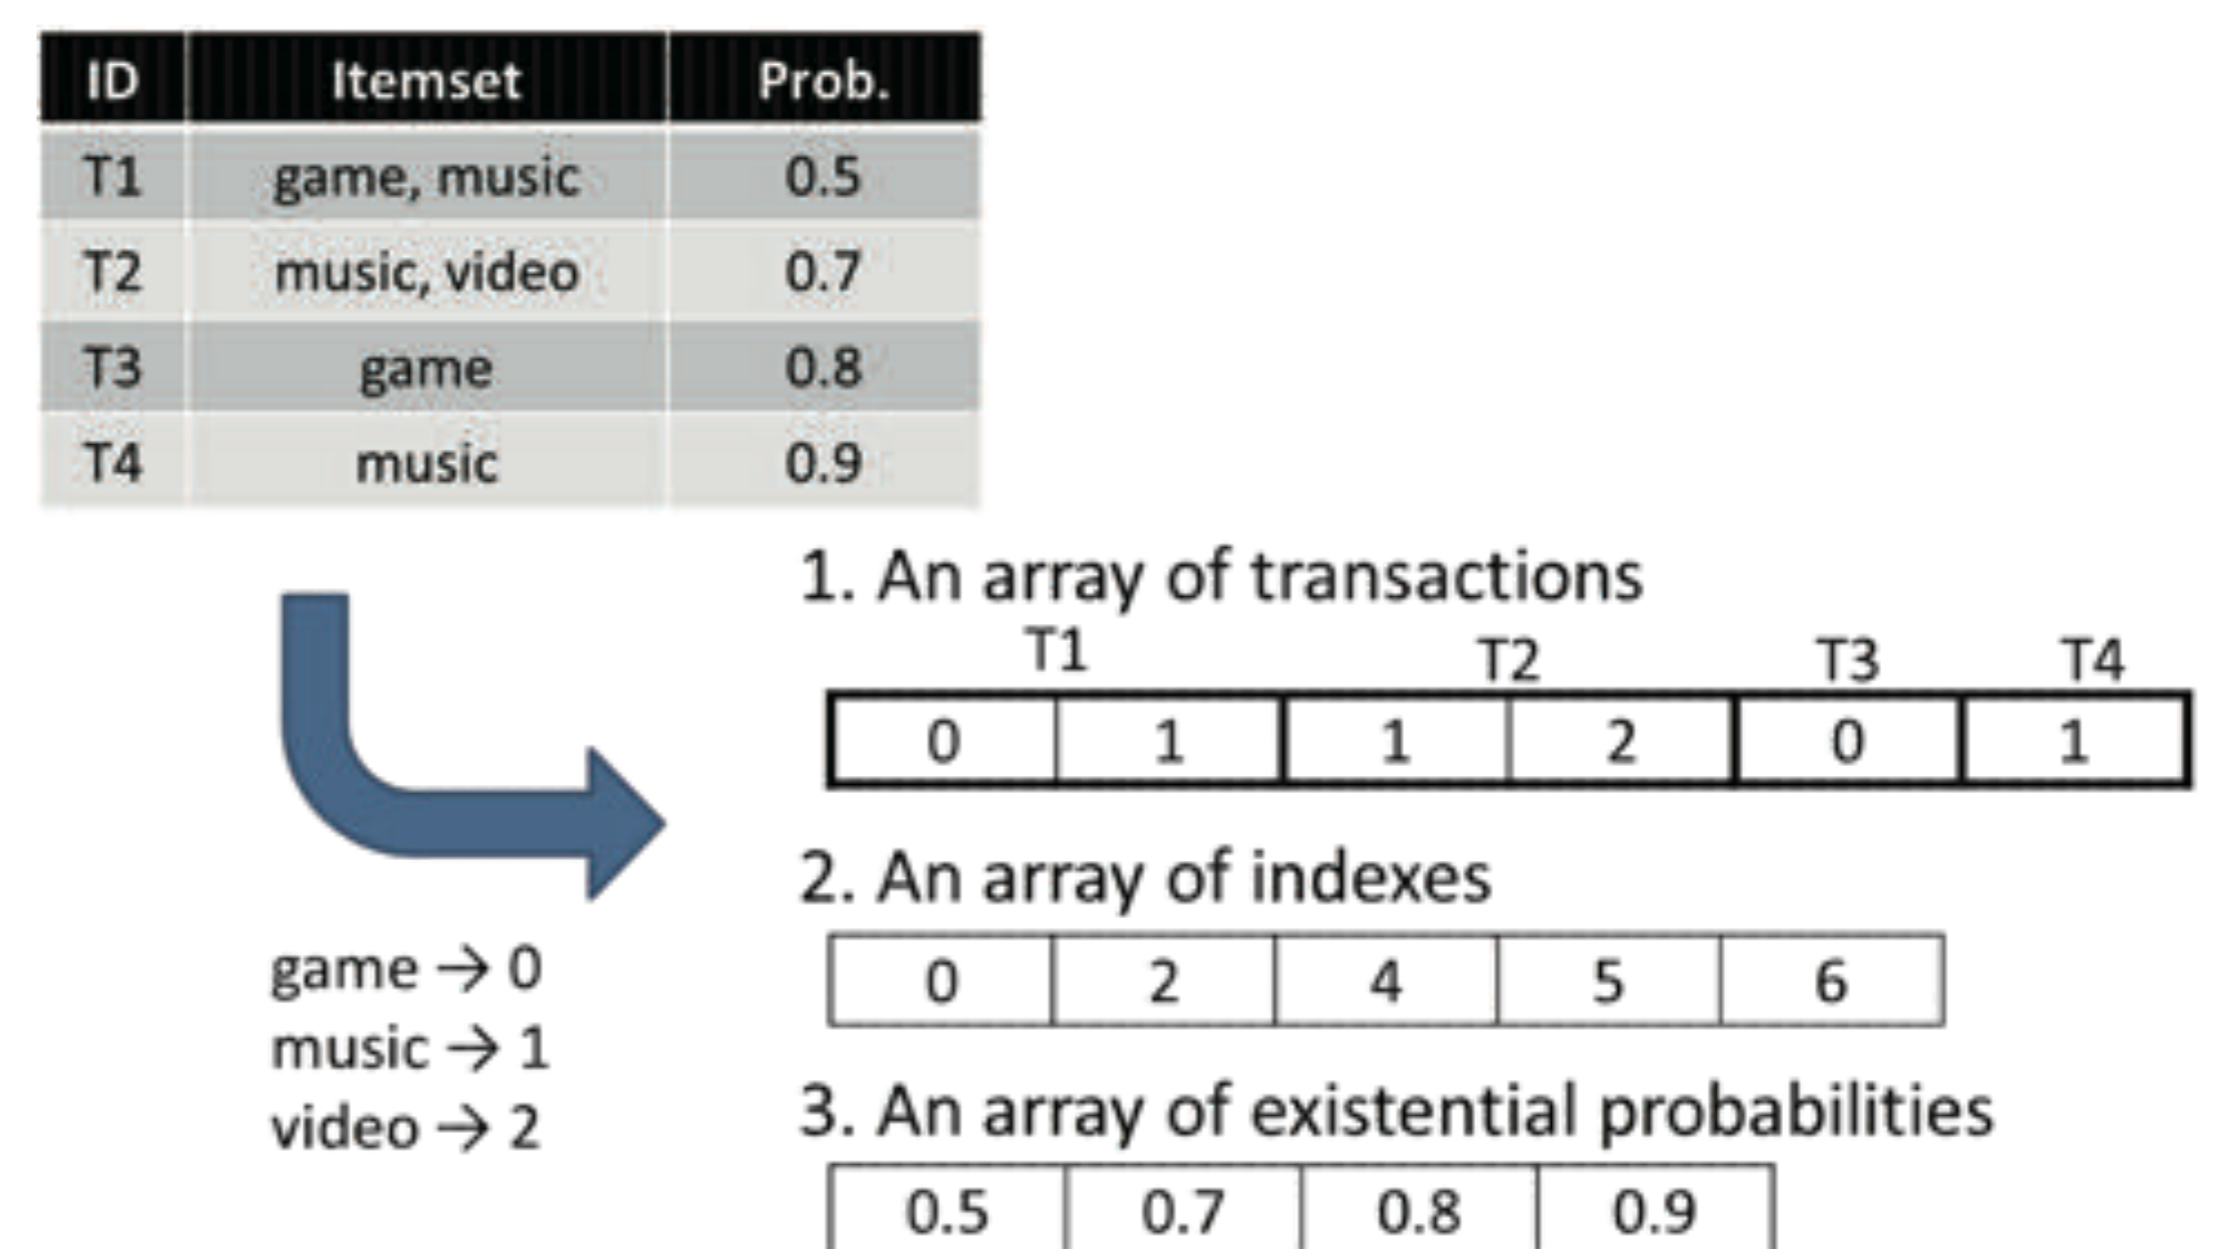 ID Itemset Prob.
T1 game, music 0.5
T2 music, video 0.7
T3 game 0.8
T4 music 0.9
1. An array of transactions
T1 T2 T3 T4
0 1 1 2 0 1
2. An array of indexes
0 2 4 5 6
game → 0
music → 1
video → 2
3. An array of existential probabilities
0.5 0.7 0.8 0.9